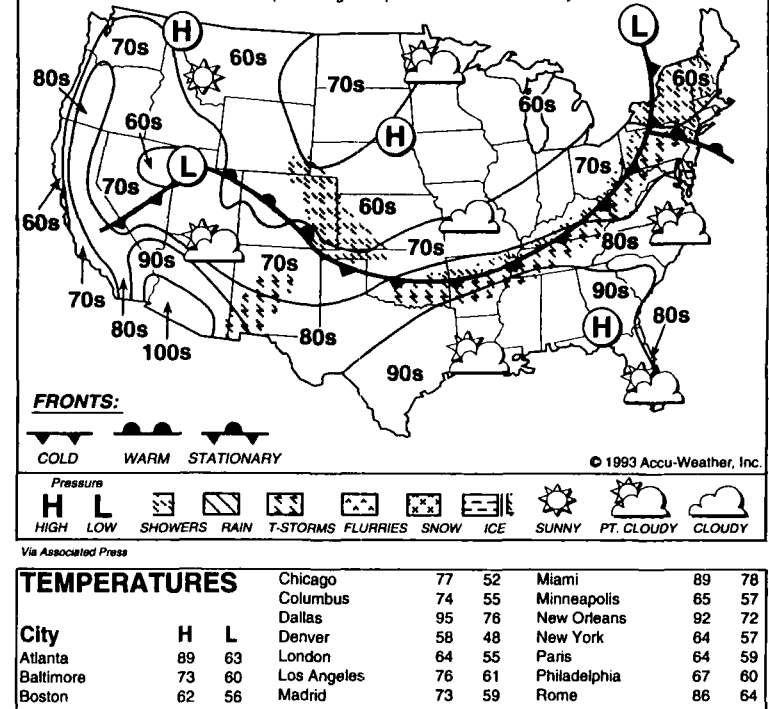 H
L
70s
60s
80s
70s
60s
60s
60s
H
L
70s
70s
60s
60s
70s
80s
90s
70s
90s
70s
80s
100s
80s
H
80s
90s
FRONTS:
COLD WARM STATIONARY
© 1993 Accu-Weather, Inc.
Pressure
H L
HIGH LOW SHOWERS RAIN T-STORMS FLURRIES SNOW ICE SUNNY PT. CLOUDY CLOUDY
Via Associated Press
TEMPERATURES
City H L
Atlanta 89 63
Baltimore 73 60
Boston 62 56
Chicago 77 52
Columbus 74 55
Dallas 95 76
Denver 58 48
London 64 55
Los Angeles 76 61
Madrid 73 59
Miami 89 78
Minneapolis 65 57
New Orleans 92 72
New York 64 57
Paris 64 59
Philadelphia 67 60
Rome 86 64